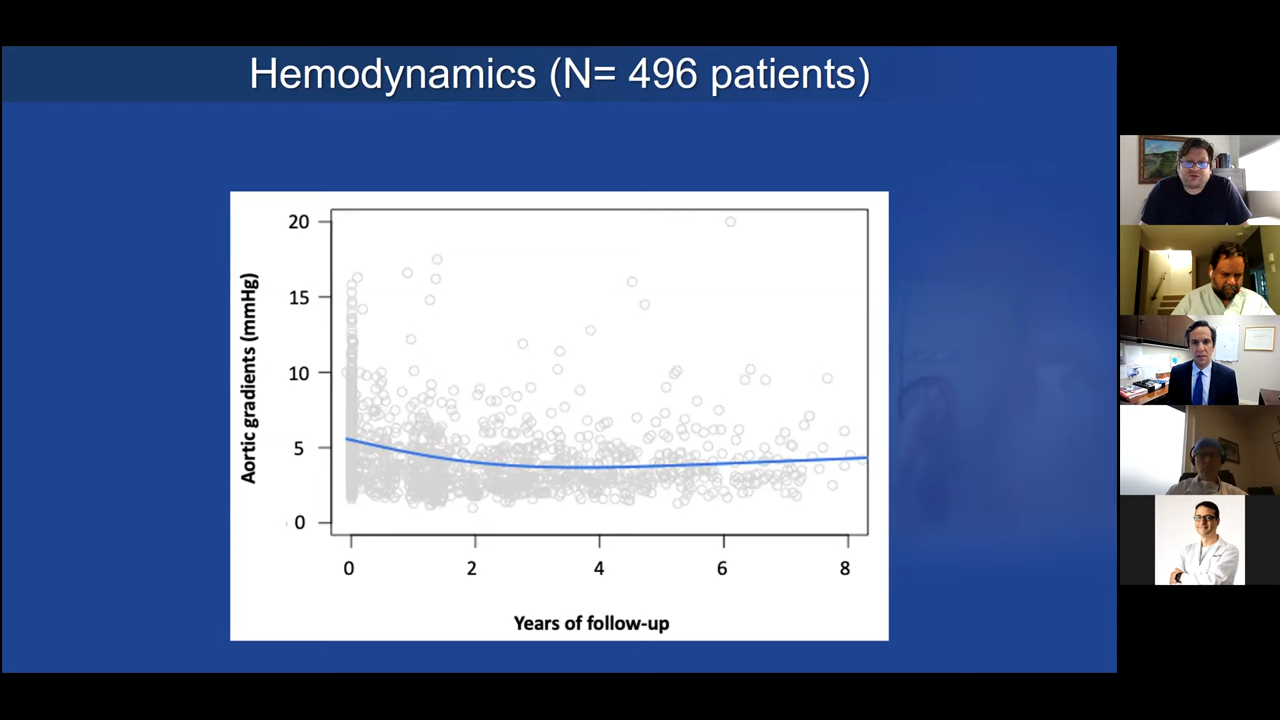 Hemodynamics (N= 496 patients)
Aortic gradients (mmHg)
20
15
10
5
0
0 2 4 6 8
Years of follow-up